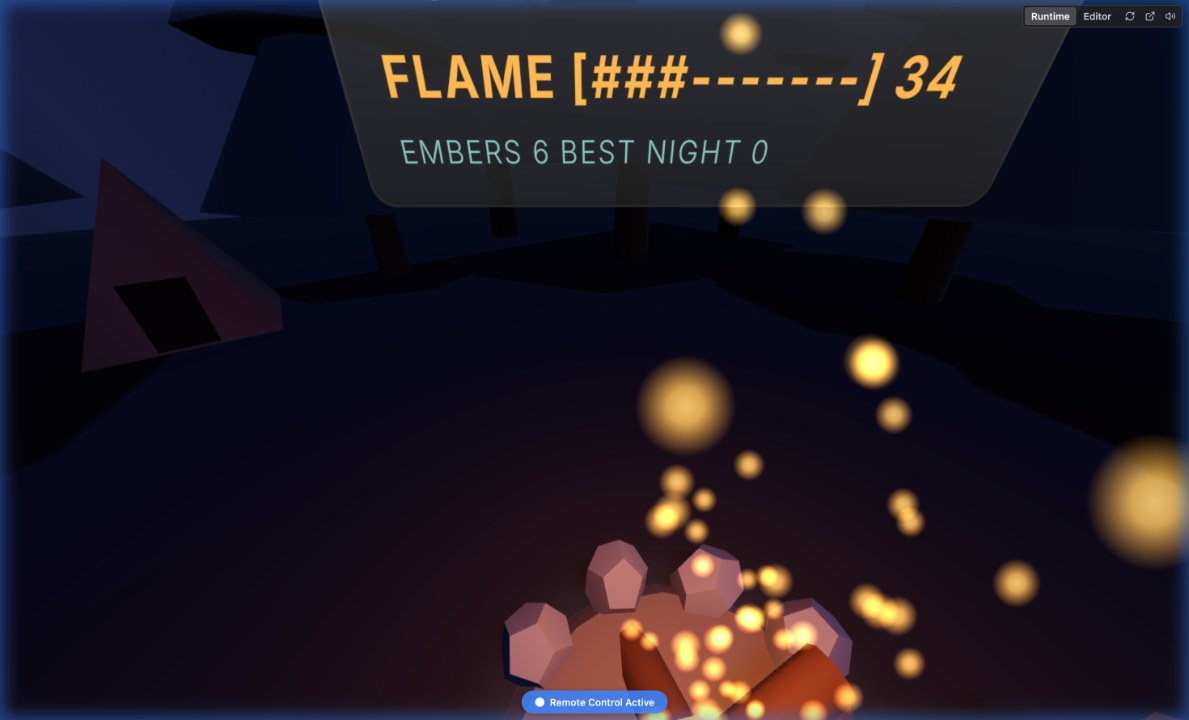 Runtime Editor
FLAME [###-------] 34
EMBERS 6 BEST NIGHT 0
Remote Control Active